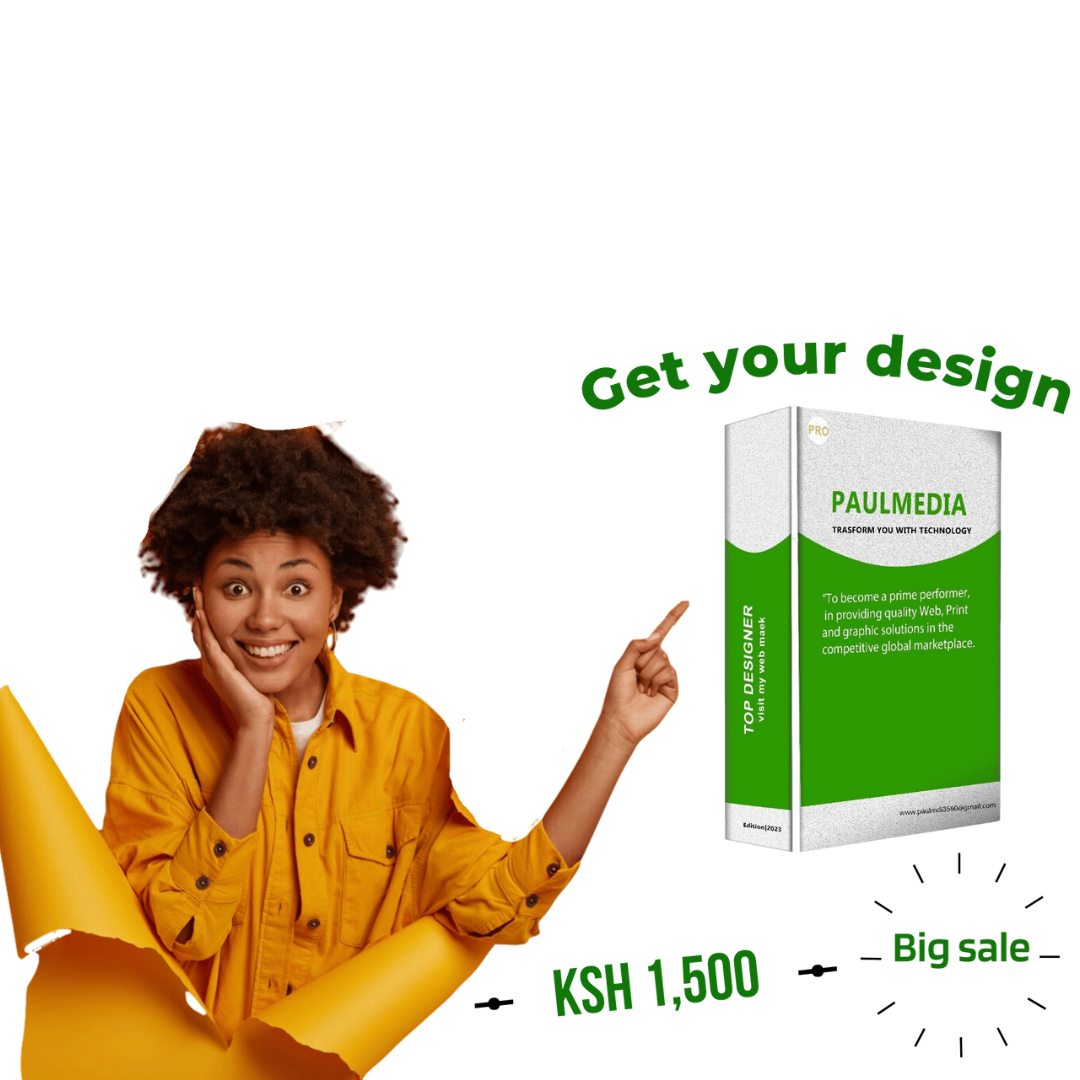 Get your design
PRO
PAULMEDIA
TRASFORM YOU WITH TECHNOLOGY
"To become a prime performer,
in providing quality Web, Print
and graphic solutions in the
competitive global marketplace.
TOP DESIGNER
visit my web maek
Edition|2023
Big sale
KSH 1,500